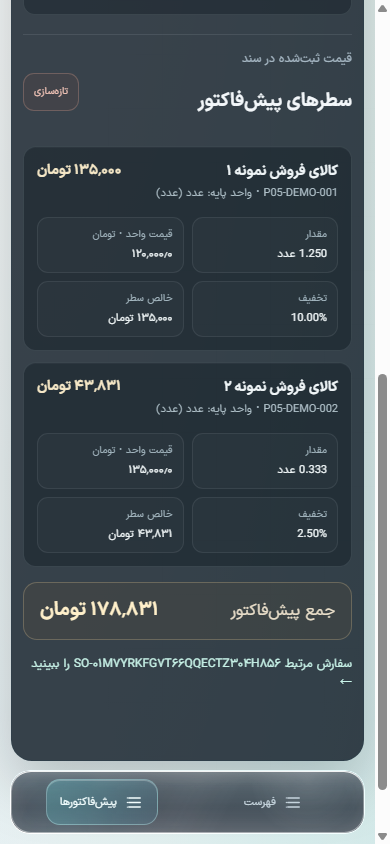 قیمت ثبت‌شده در سند
سطرهای پیش‌فاکتور
تازه‌سازی
کالای فروش نمونه ۱
۱۳۵,۰۰۰ تومان
P05-DEMO-001 · واحد پایه: عدد (عدد)
مقدار
1.250 عدد
قیمت واحد · تومان
۱۲۰,۰۰۰٫۰
تخفیف
10.00%
خالص سطر
۱۳۵,۰۰۰ تومان
کالای فروش نمونه ۲
۴۳,۸۳۱ تومان
P05-DEMO-002 · واحد پایه: عدد (عدد)
مقدار
0.333 عدد
قیمت واحد · تومان
۱۳۵,۰۰۰٫۰
تخفیف
2.50%
خالص سطر
۴۳,۸۳۱ تومان
جمع پیش‌فاکتور
۱۷۸,۸۳۱ تومان
سفارش مرتبط SO-۰۱M۷YRKFG۷T۶۶QQECTZ۳۰۴H۸۵۶ را ببینید
←
فهرست
پیش‌فاکتورها